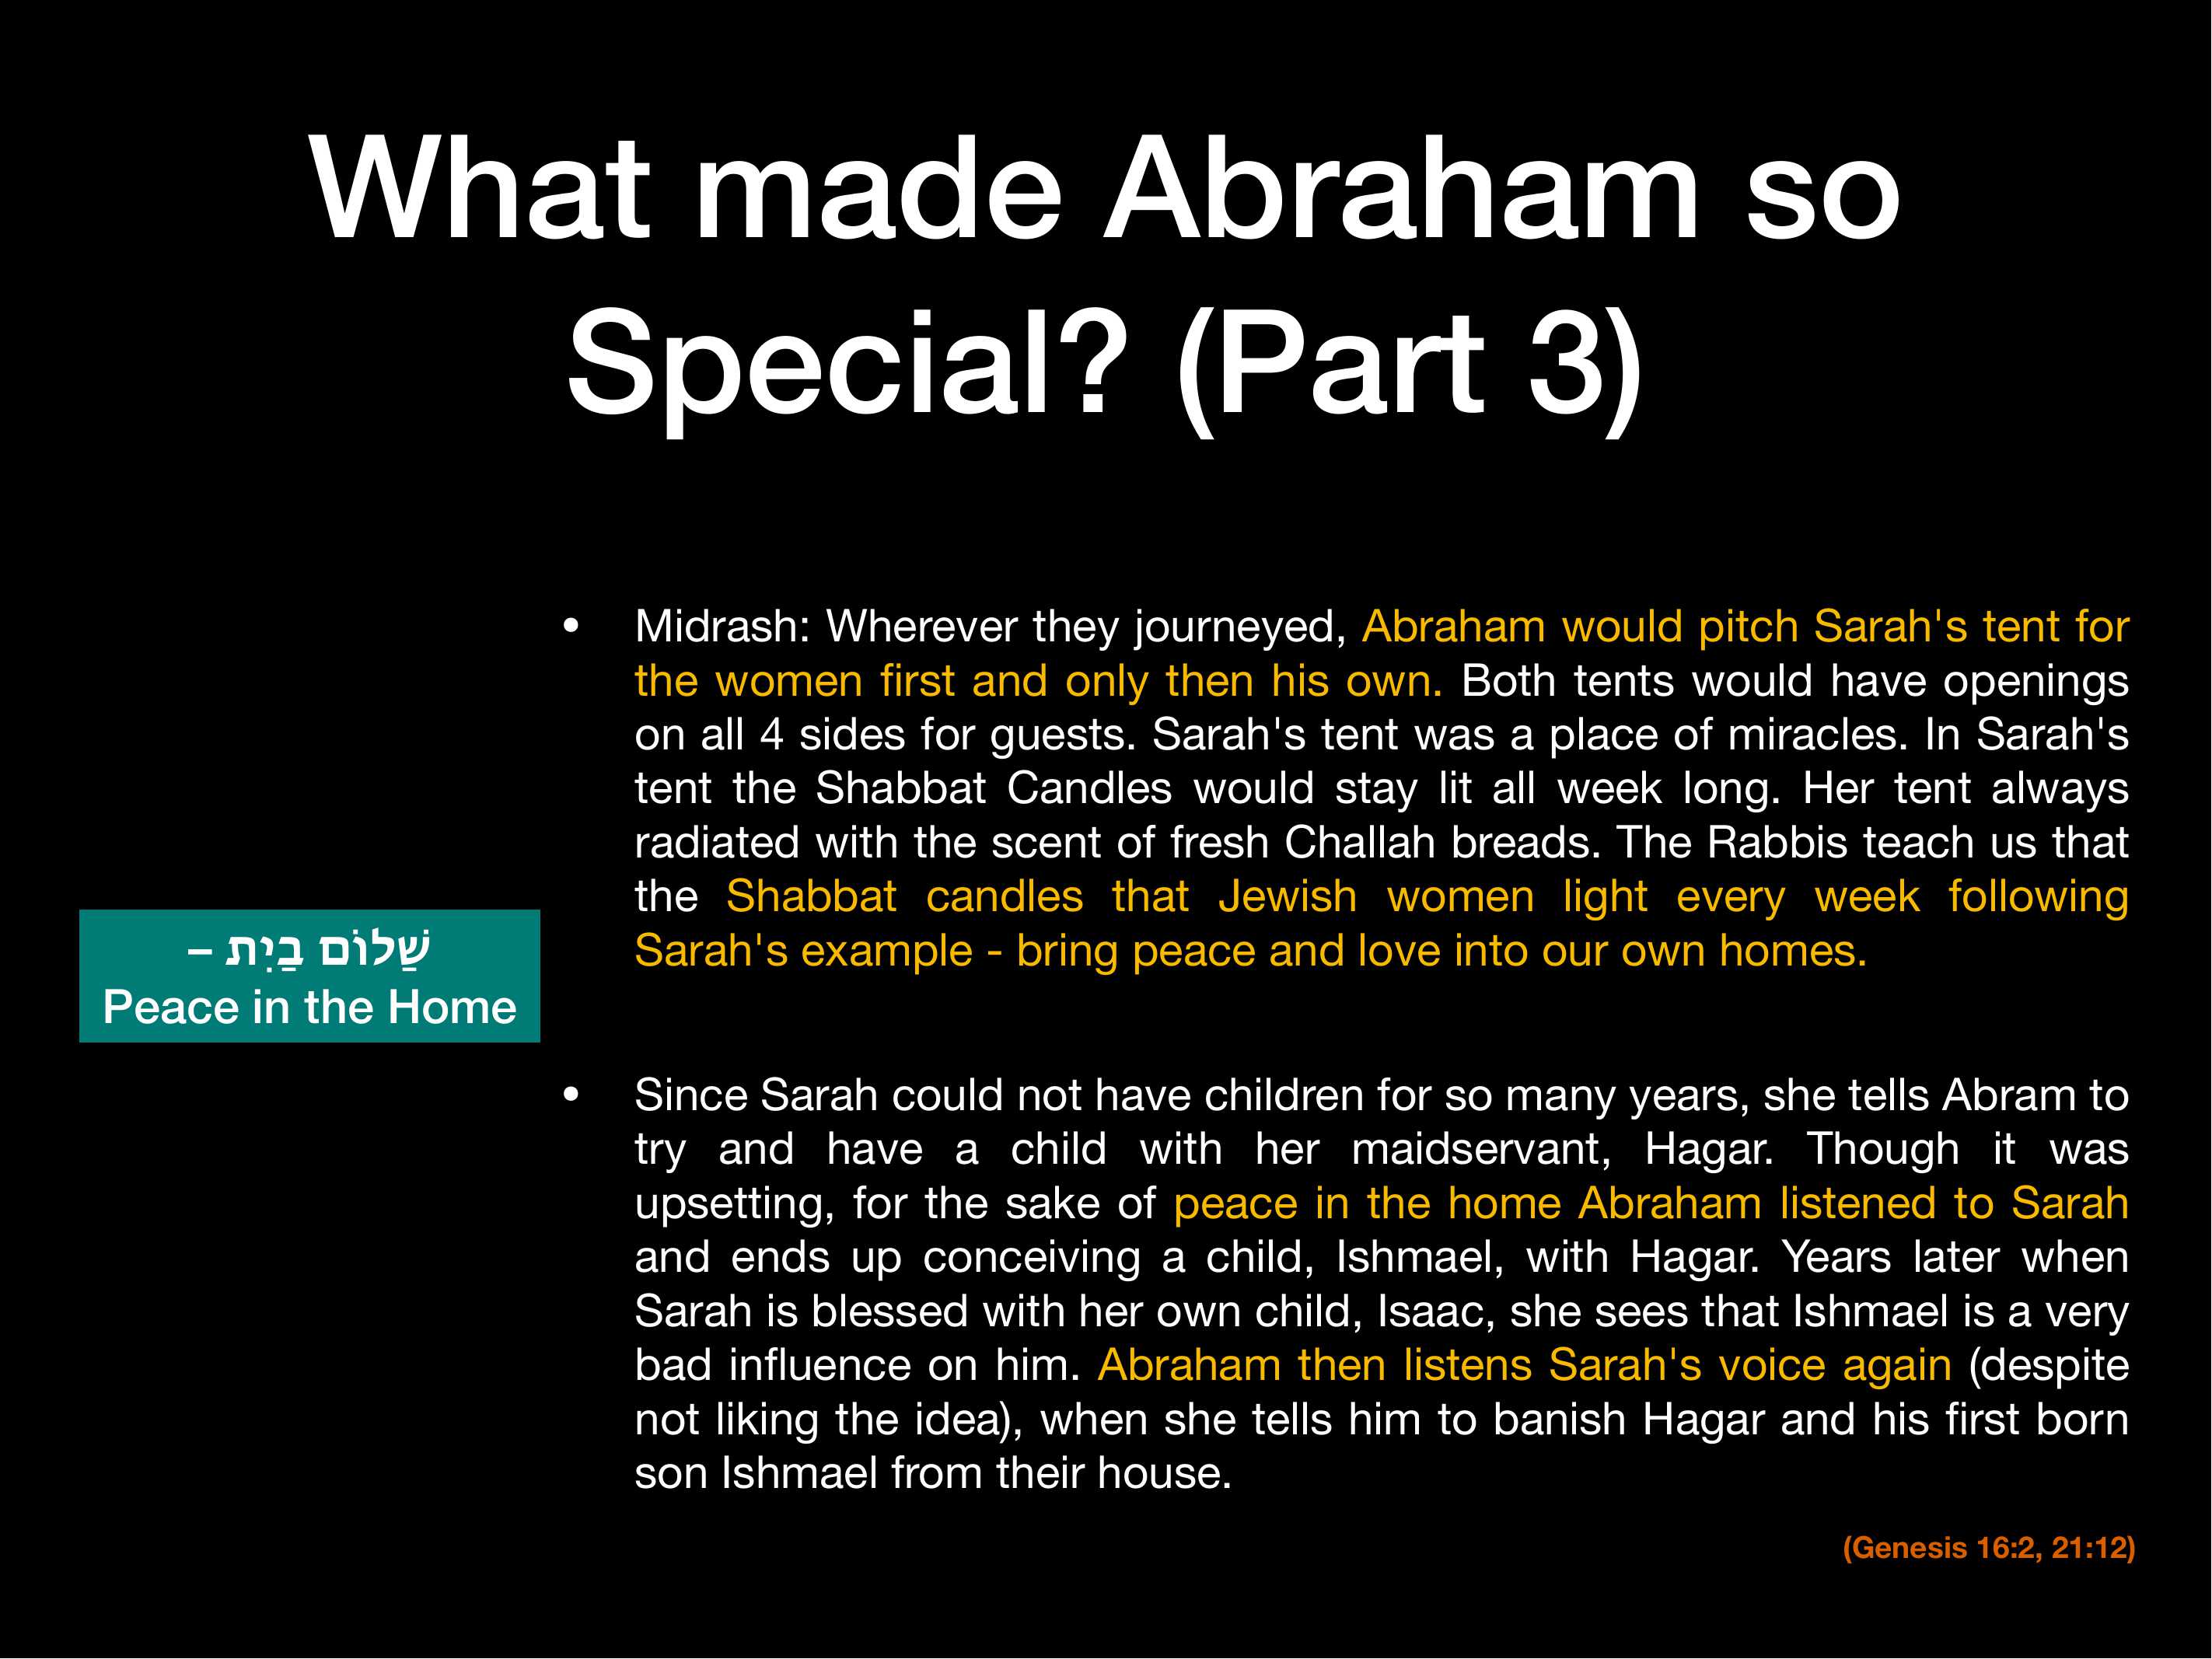 What made Abraham so
Special? (Part 3)
שַׁלוֹם בַּיִת –
Peace in the Home
• Midrash: Wherever they journeyed, Abraham would pitch Sarah's tent for
the women first and only then his own. Both tents would have openings
on all 4 sides for guests. Sarah's tent was a place of miracles. In Sarah's
tent the Shabbat Candles would stay lit all week long. Her tent always
radiated with the scent of fresh Challah breads. The Rabbis teach us that
the Shabbat candles that Jewish women light every week following
Sarah's example - bring peace and love into our own homes.
• Since Sarah could not have children for so many years, she tells Abram to
try and have a child with her maidservant, Hagar. Though it was
upsetting, for the sake of peace in the home Abraham listened to Sarah
and ends up conceiving a child, Ishmael, with Hagar. Years later when
Sarah is blessed with her own child, Isaac, she sees that Ishmael is a very
bad influence on him. Abraham then listens Sarah's voice again (despite
not liking the idea), when she tells him to banish Hagar and his first born
son Ishmael from their house.
(Genesis 16:2, 21:12)